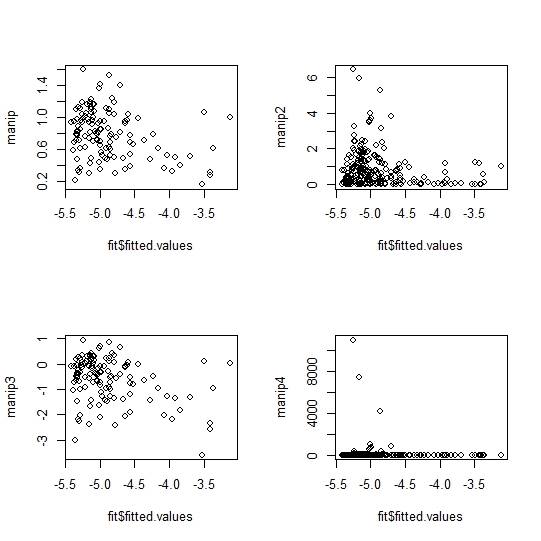 manip
0.2 0.6 1.0 1.4
-5.5 -5.0 -4.5 -4.0 -3.5
fit$fitted.values
manip2
0 2 4 6
-5.5 -5.0 -4.5 -4.0 -3.5
fit$fitted.values
manip3
-3 -2 -1 0 1
-5.5 -5.0 -4.5 -4.0 -3.5
fit$fitted.values
manip4
0 4000 8000
-5.5 -5.0 -4.5 -4.0 -3.5
fit$fitted.values